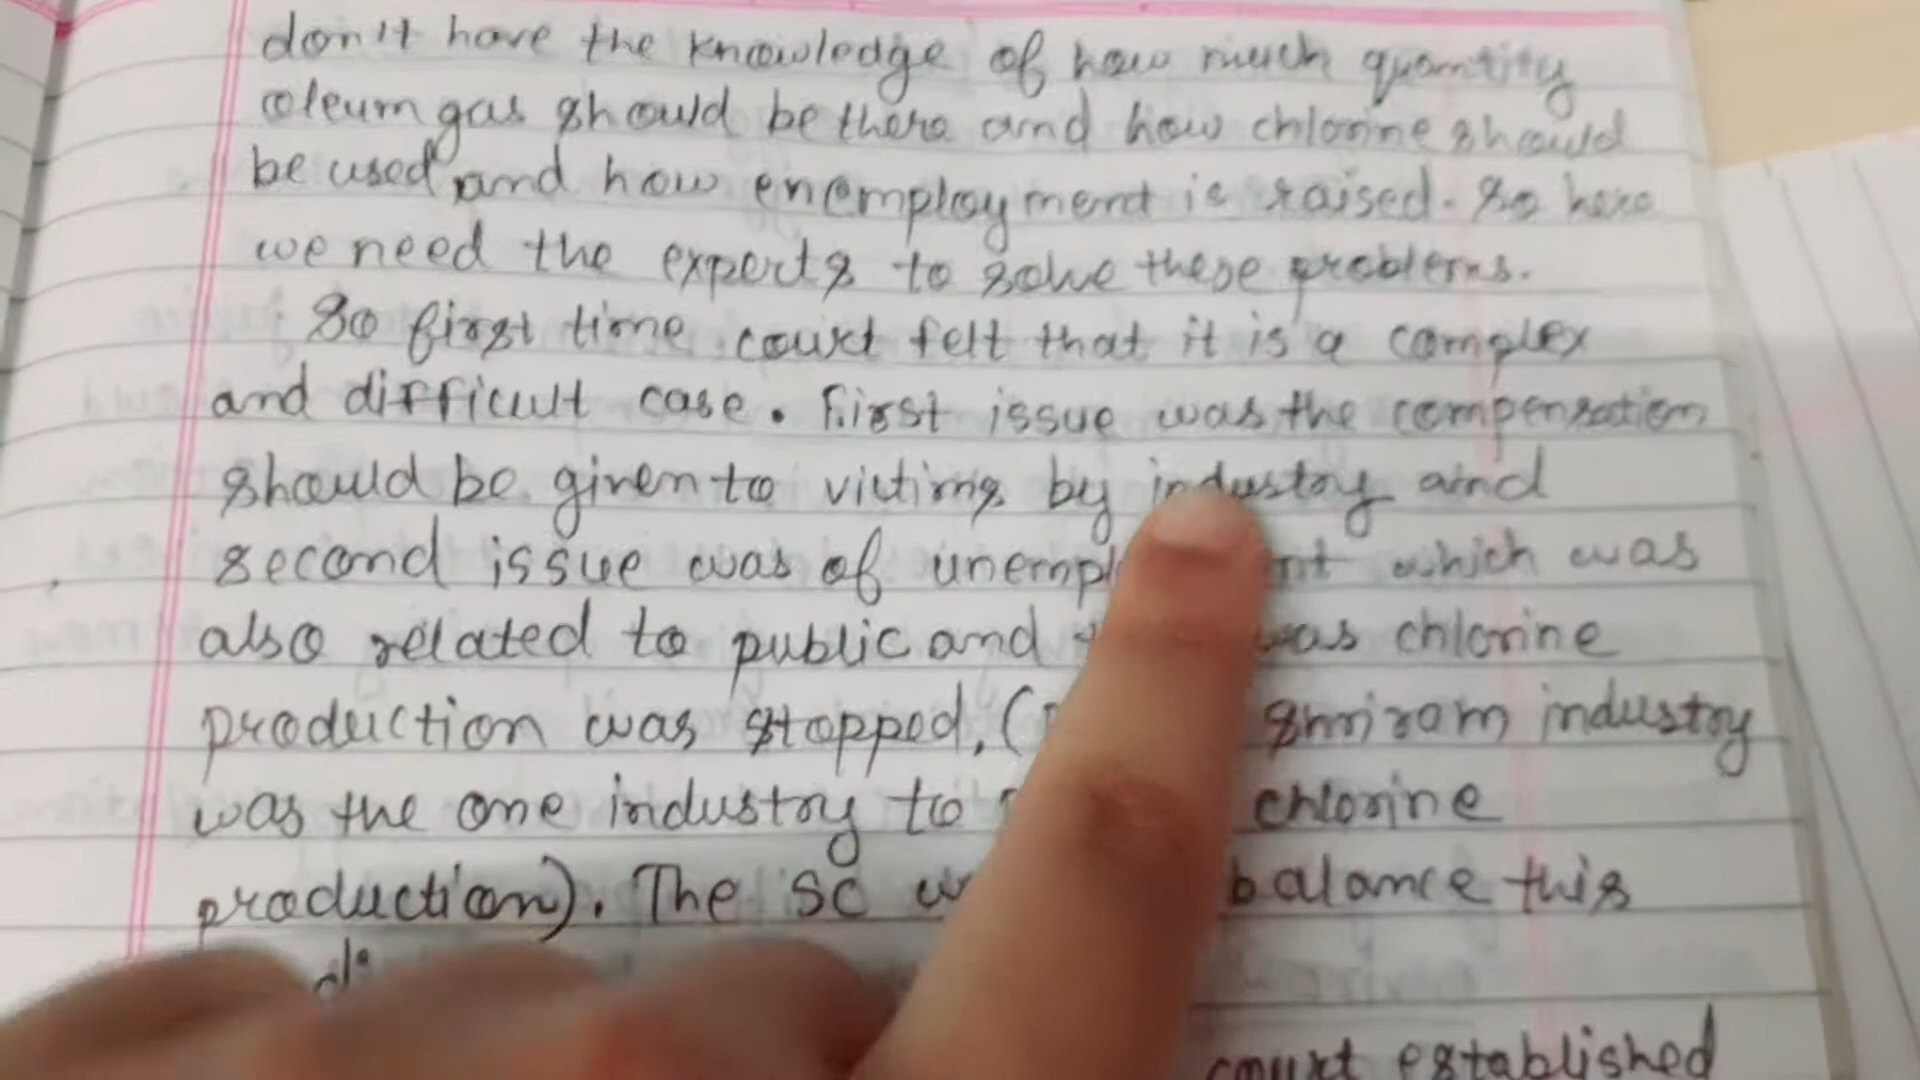 don't have the knowledge of how much quantity
oleum gas should be there and how chlorine should
be used and how enemployment is raised. So here
we need the experts to solve these problems.
So first time court felt that it is a complex
and difficult case. First issue was the compensation
should be given to victims by industry and
second issue was of which was
also related to public and was chlorine
production was stopped. ( shriram industry
was the one industry to chlorine
production). The SC balance this
court established